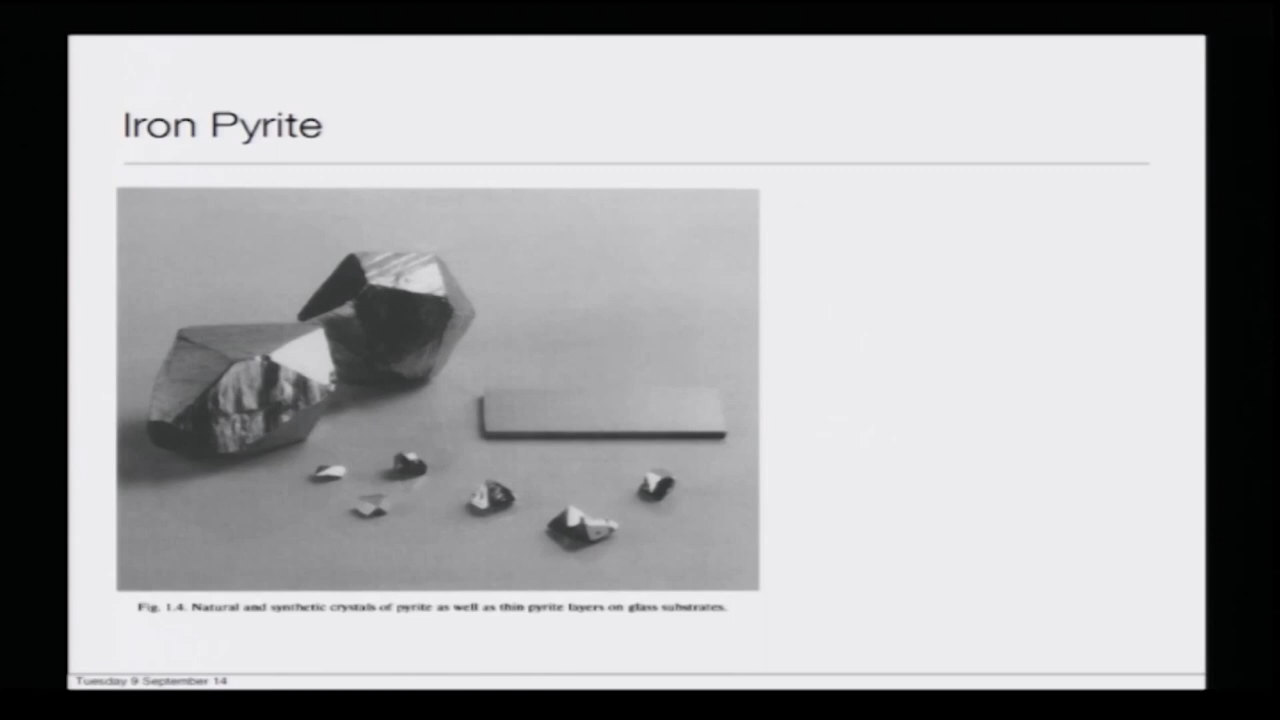 Iron Pyrite
Fig. 1.4. Natural and synthetic crystals of pyrite as well as thin pyrite layers on glass substrates.
Tuesday 9 September 14